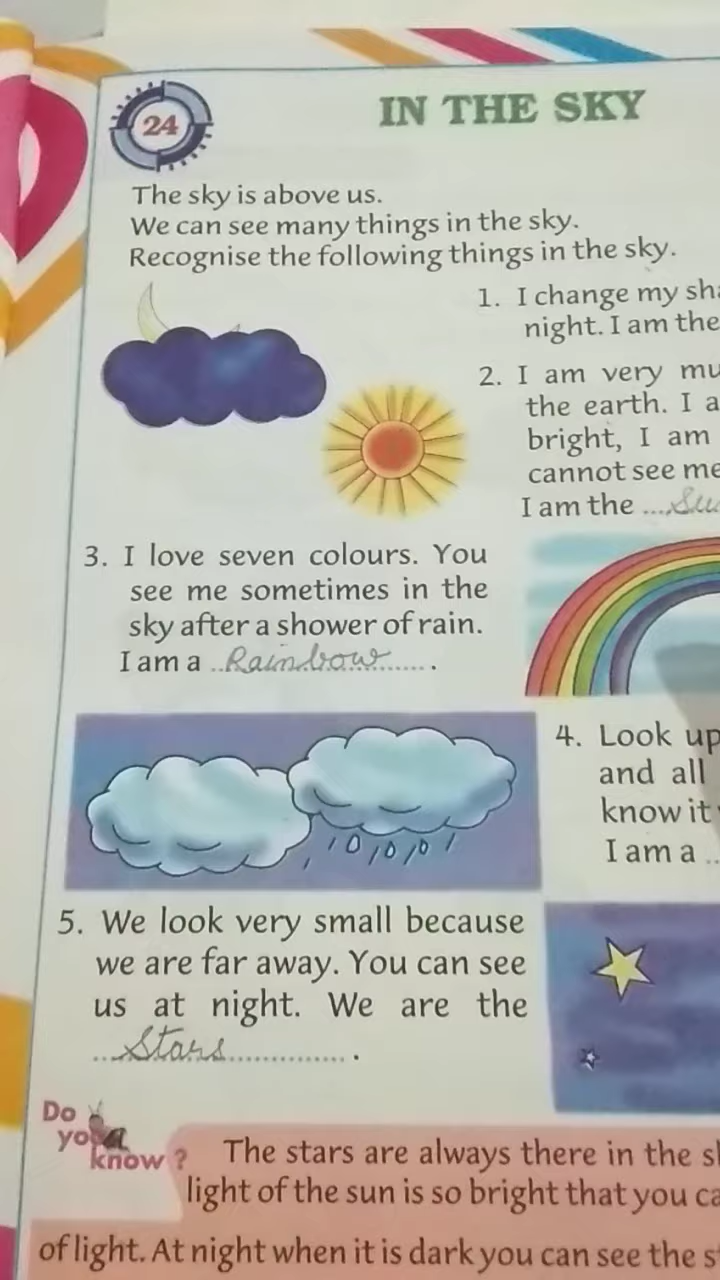 24
IN THE SKY
The sky is above us.
We can see many things in the sky.
Recognise the following things in the sky.
1. I change my
night. I am the
2. I am very
the earth. I
bright, I am
cannot see me
I am the ....
3. I love seven colours. You
see me sometimes in the
sky after a shower of rain.
I am a ..Rainbow....... .
4. Look up
and all
know it
I am a ..
5. We look very small because
we are far away. You can see
us at night. We are the
....Stars.............. .
Do
you
know ?
The stars are always there in the
light of the sun is so bright that you
of light. At night when it is dark you can see the